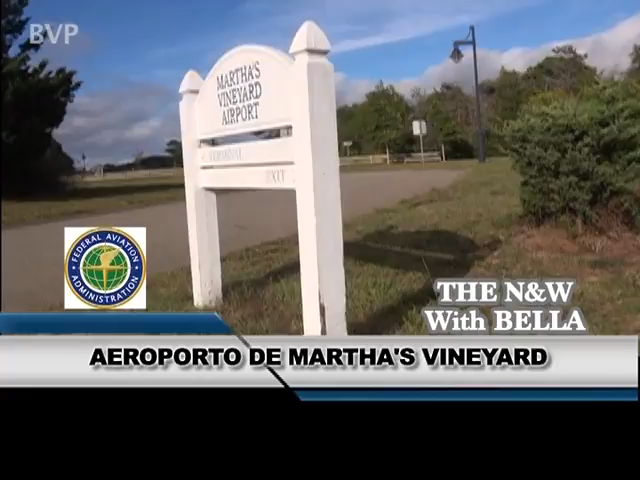 BVP
MARTHA'S
VINEYARD
AIRPORT
TERMINAL
EXIT
FEDERAL AVIATION
ADMINISTRATION
THE N&W
With BELLA
AEROPORTO DE MARTHA'S VINEYARD